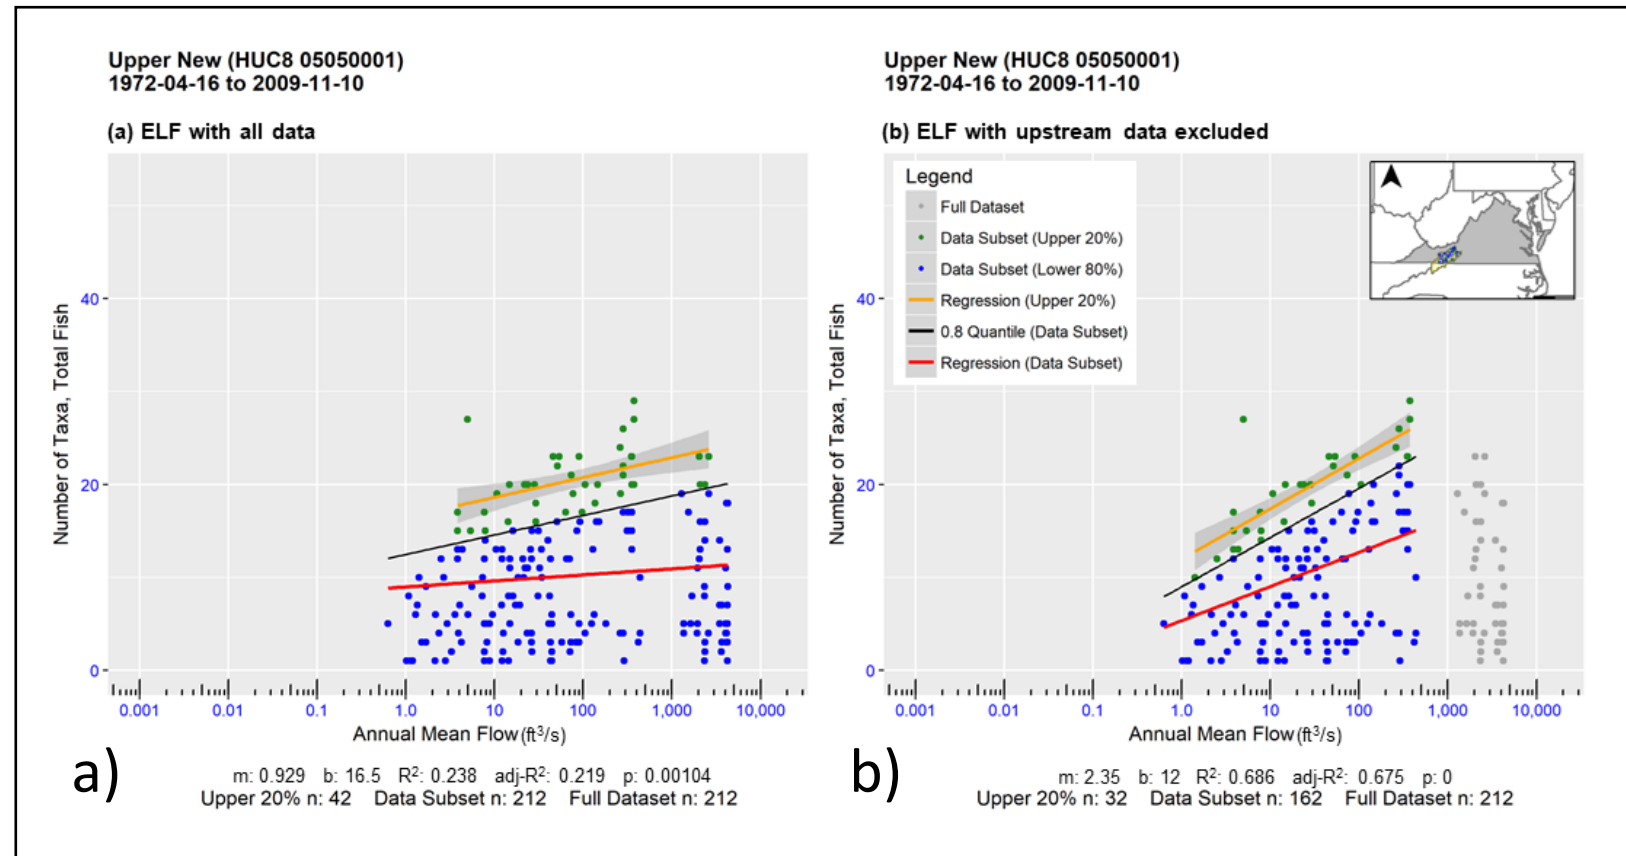 Upper New (HUC8 05050001)
1972-04-16 to 2009-11-10
(a) ELF with all data
Number of Taxa, Total Fish
40
20
0
0.001 0.01 0.1 1.0 10 100 1,000 10,000
Annual Mean Flow (ft³/s)
a)
m: 0.929 b: 16.5 R²: 0.238 adj-R²: 0.219 p: 0.00104
Upper 20% n: 42 Data Subset n: 212 Full Dataset n: 212
Upper New (HUC8 05050001)
1972-04-16 to 2009-11-10
(b) ELF with upstream data excluded
Legend
Full Dataset
Data Subset (Upper 20%)
Data Subset (Lower 80%)
Regression (Upper 20%)
0.8 Quantile (Data Subset)
Regression (Data Subset)
Number of Taxa, Total Fish
40
20
0
0.001 0.01 0.1 1.0 10 100 1,000 10,000
Annual Mean Flow (ft³/s)
b)
m: 2.35 b: 12 R²: 0.686 adj-R²: 0.675 p: 0
Upper 20% n: 32 Data Subset n: 162 Full Dataset n: 212